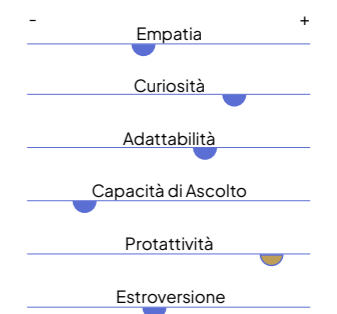 - +
Empatia
Curiosità
Adattabilità
Capacità di Ascolto
Protattività
Estroversione